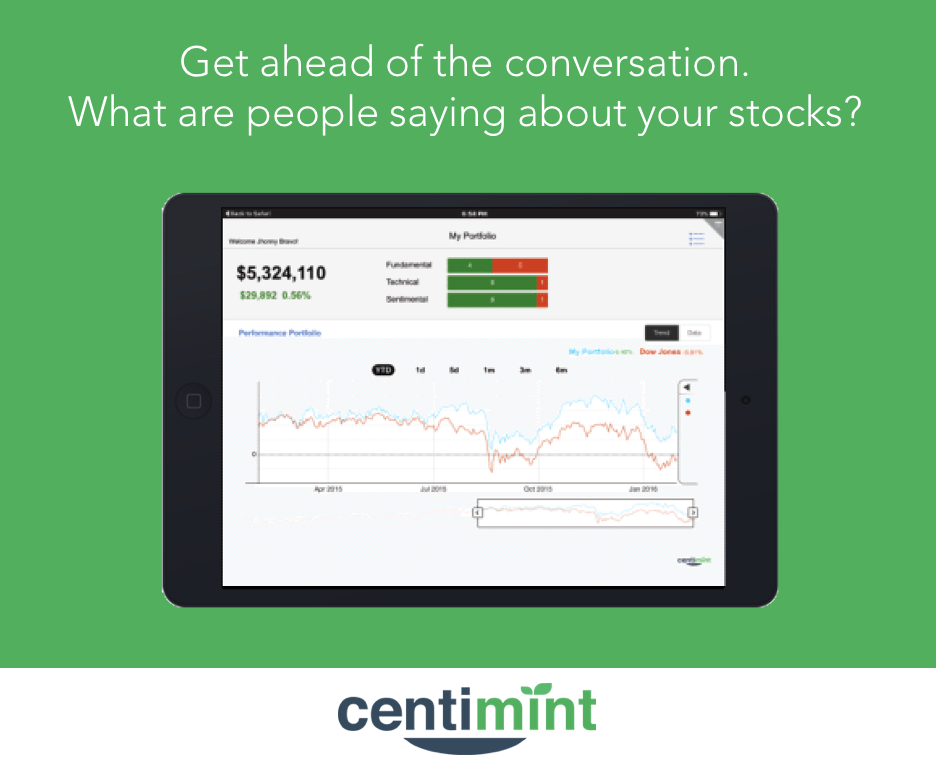 Get ahead of the conversation.
What are people saying about your stocks?
Back to Safari 6:54 PM 73%
Welcome Jhonny Bravo!
My Portfolio
$5,324,110
$29,892 0.56%
Fundamental 4 5
Technical 8 1
Sentimental 8 1
Performance Portfolio
Trend Data
My Portfolio Dow Jones
YTD 1d 5d 1m 3m 6m
0
Apr 2015 Jul 2015 Oct 2015 Jan 2016
centimint
centimint